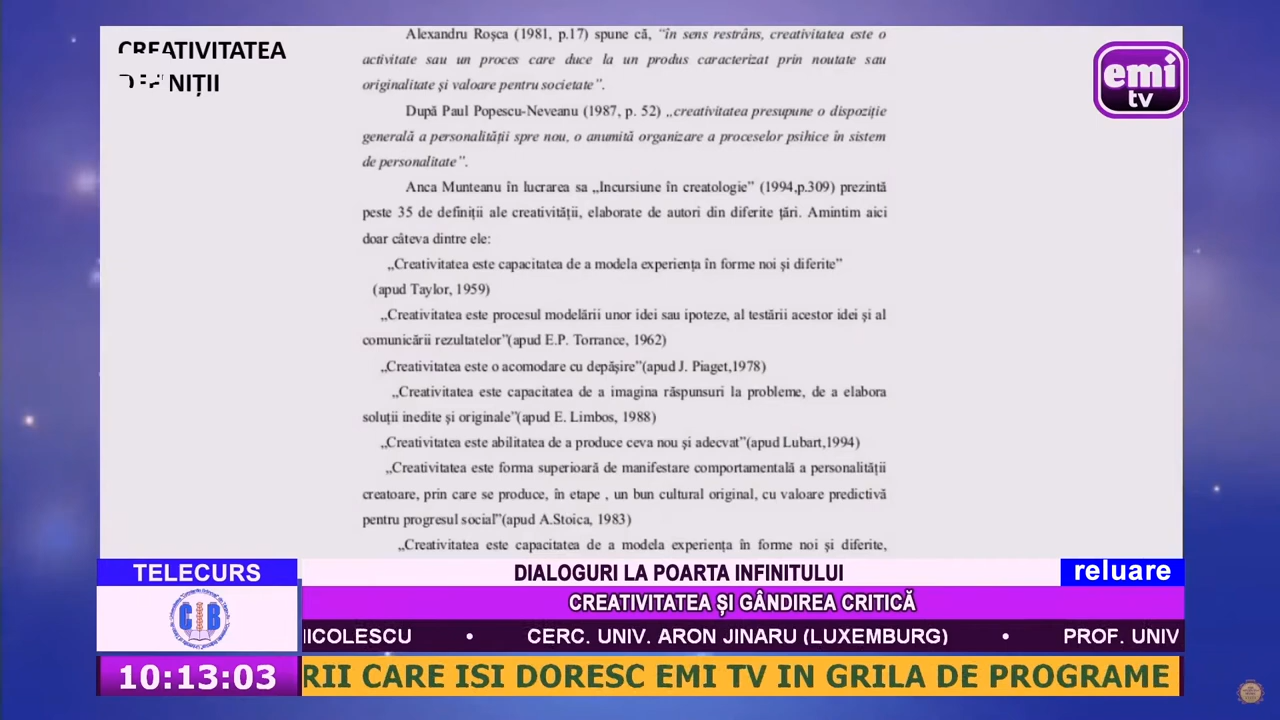 CREATIVITATEA
NIȚII
Alexandru Roșca (1981, p.17) spune că, "în sens restrâns, creativitatea este o
activitate sau un proces care duce la un produs caracterizat prin noutate sau
originalitate și valoare pentru societate".
După Paul Popescu-Neveanu (1987, p. 52) „creativitatea presupune o dispoziție
generală a personalității spre nou, o anumită organizare a proceselor psihice în sistem
de personalitate".
Anca Munteanu în lucrarea sa „Incursiune în creatologie" (1994,p.309) prezintă
peste 35 de definiții ale creativității, elaborate de autori din diferite țări. Amintim aici
doar câteva dintre ele:
„Creativitatea este capacitatea de a modela experiența în forme noi și diferite"
(apud Taylor, 1959)
„Creativitatea este procesul modelării unor idei sau ipoteze, al testării acestor idei și al
comunicării rezultatelor"(apud E.P. Torrance, 1962)
„Creativitatea este o acomodare cu depășire"(apud J. Piaget,1978)
„Creativitatea este capacitatea de a imagina răspunsuri la probleme, de a elabora
soluții inedite și originale"(apud E. Limbos, 1988)
„Creativitatea este abilitatea de a produce ceva nou și adecvat"(apud Lubart,1994)
„Creativitatea este forma superioară de manifestare comportamentală a personalității
creatoare, prin care se produce, în etape , un bun cultural original, cu valoare predictivă
pentru progresul social"(apud A.Stoica, 1983)
„Creativitatea este capacitatea de a modela experiența în forme noi și diferite,
emi
tv
TELECURS
DIALOGURI LA POARTA INFINITULUI
reluare
CREATIVITATEA ȘI GÂNDIREA CRITICĂ
CIB
NICOLESCU • CERC. UNIV. ARON JINARU (LUXEMBURG) • PROF. UNIV
10:13:03
RII CARE ISI DORESC EMI TV IN GRILA DE PROGRAME